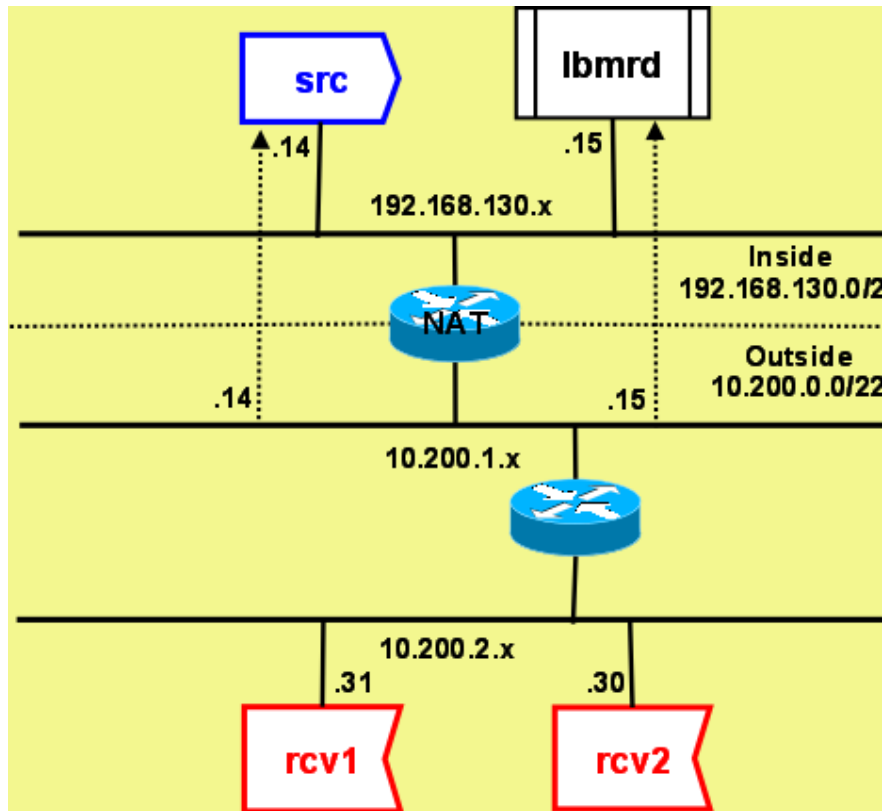 src
lbmrd
.14
.15
192.168.130.x
Inside
192.168.130.0/2
NAT
Outside
10.200.0.0/22
.14
.15
10.200.1.x
10.200.2.x
.31
.30
rcv1
rcv2